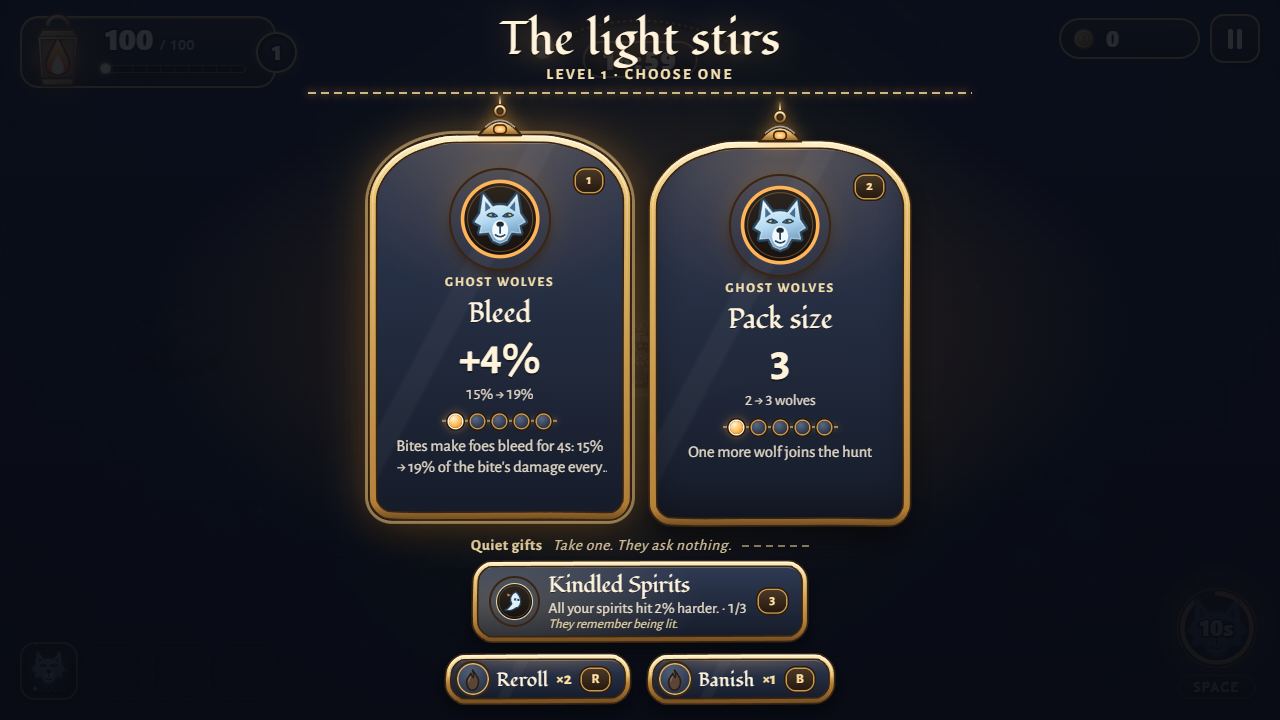 The light stirs
LEVEL 1 · CHOOSE ONE
100 / 100
1
0
1
GHOST WOLVES
Bleed
+4%
15% → 19%
Bites make foes bleed for 4s: 15%
→ 19% of the bite's damage every..
2
GHOST WOLVES
Pack size
3
2 → 3 wolves
One more wolf joins the hunt
Quiet gifts Take one. They ask nothing.
Kindled Spirits
All your spirits hit 2% harder. · 1/3
They remember being lit.
3
Reroll ×2 R
Banish ×1 B
10s
SPACE